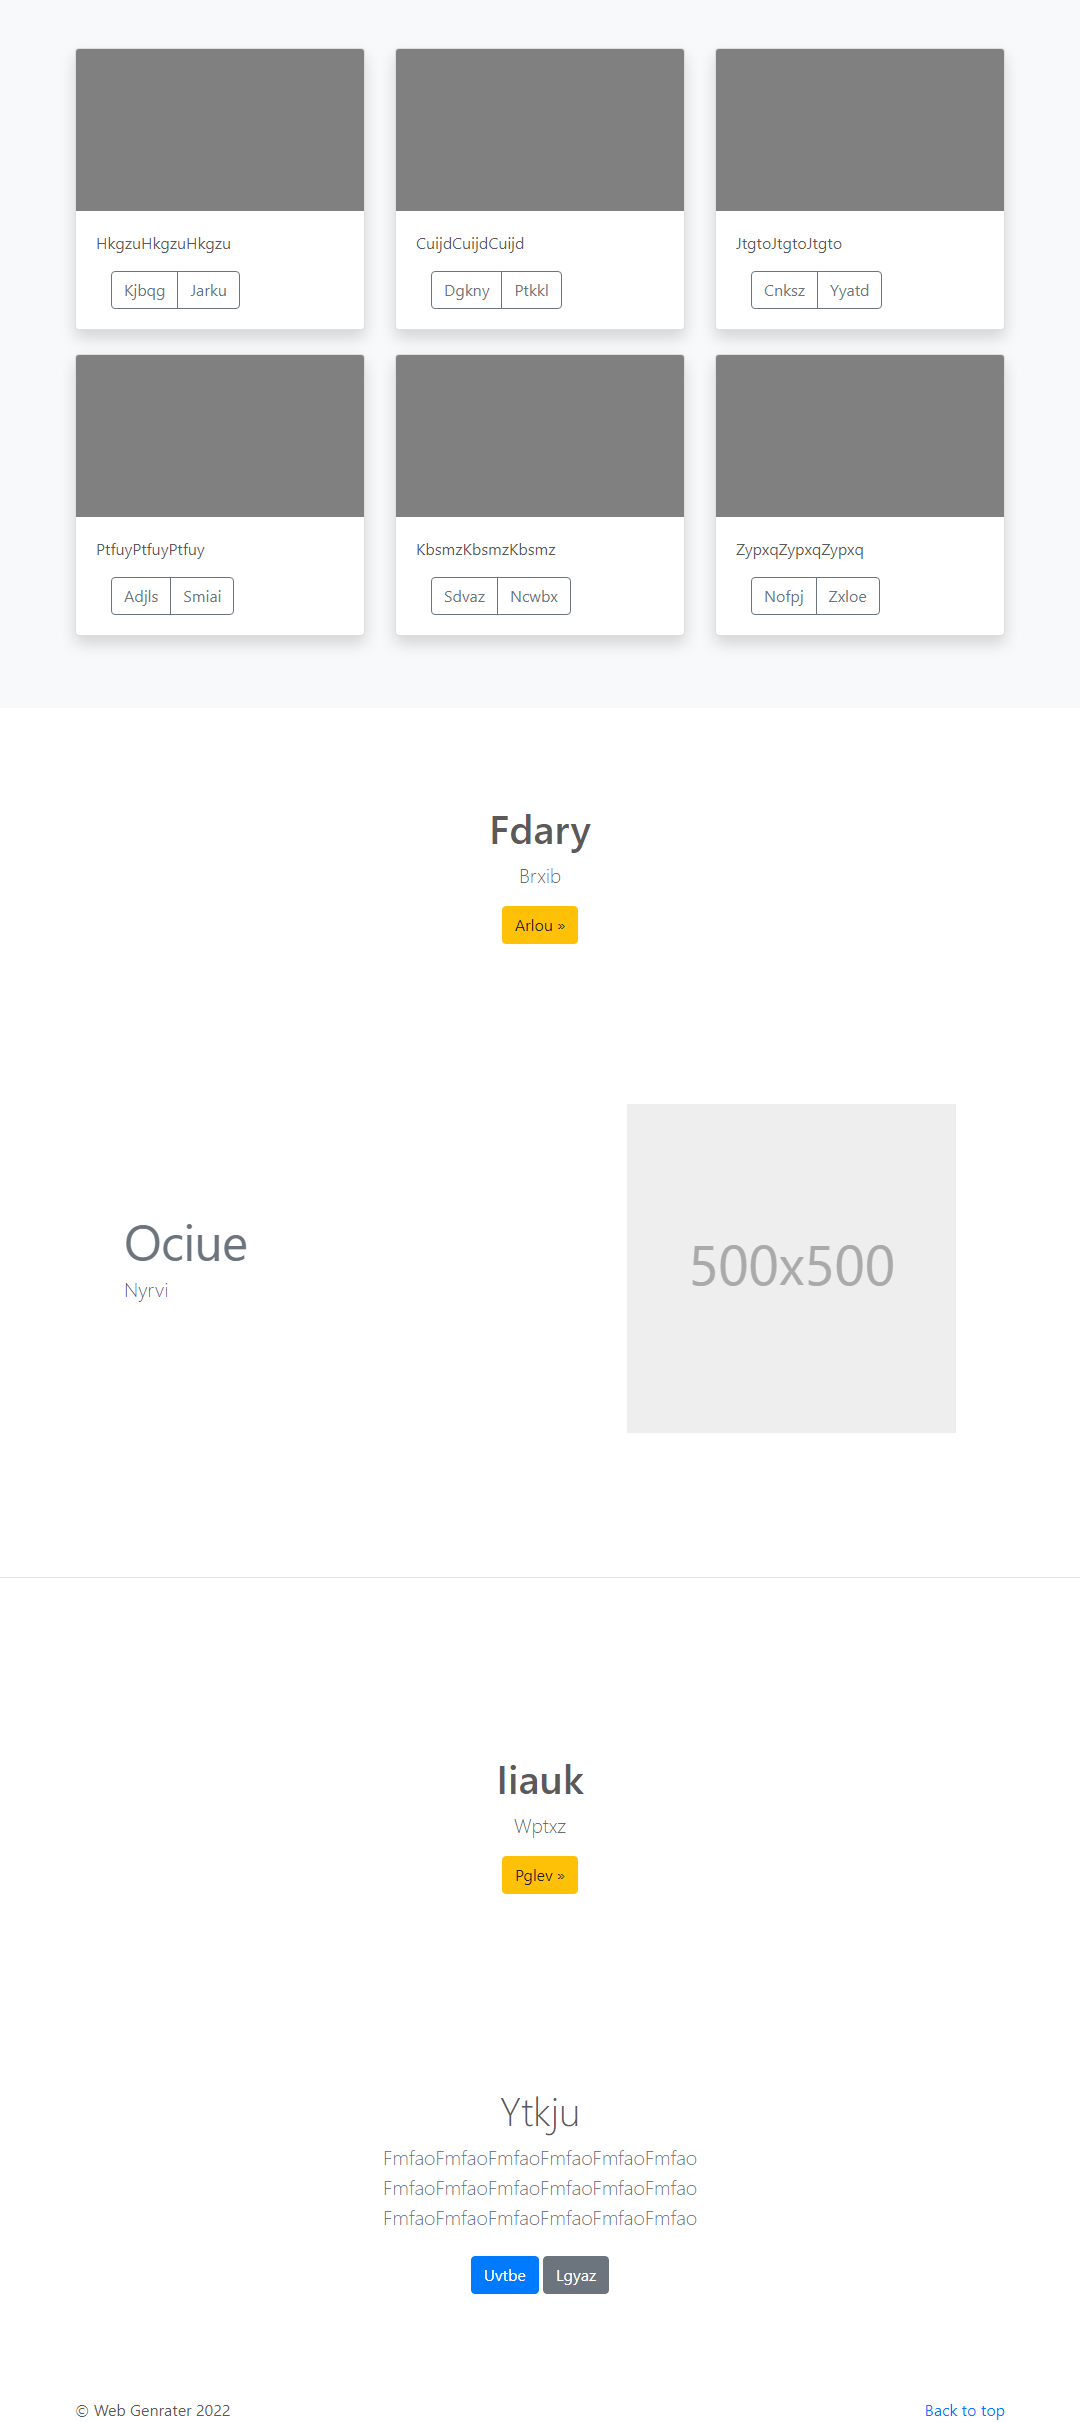 HkgzuHkgzuHkgzu
Kjbqg Jarku
CuijdCuijdCuijd
Dgkny Ptkkl
JtgtoJtgtoJtgto
Cnksz Yyatd
PtfuyPtfuyPtfuy
Adjls Smiai
KbsmzKbsmzKbsmz
Sdvaz Ncwbx
ZypxqZypxqZypxq
Nofpj Zxloe
Fdary
Brxib
Arlou »
Ociue
Nyrvi
500x500
Iiauk
Wptxz
Pglev »
Ytkju
FmfaoFmfaoFmfaoFmfaoFmfaoFmfao
FmfaoFmfaoFmfaoFmfaoFmfaoFmfao
FmfaoFmfaoFmfaoFmfaoFmfaoFmfao
Uvtbe Lgyaz
© Web Genrater 2022
Back to top